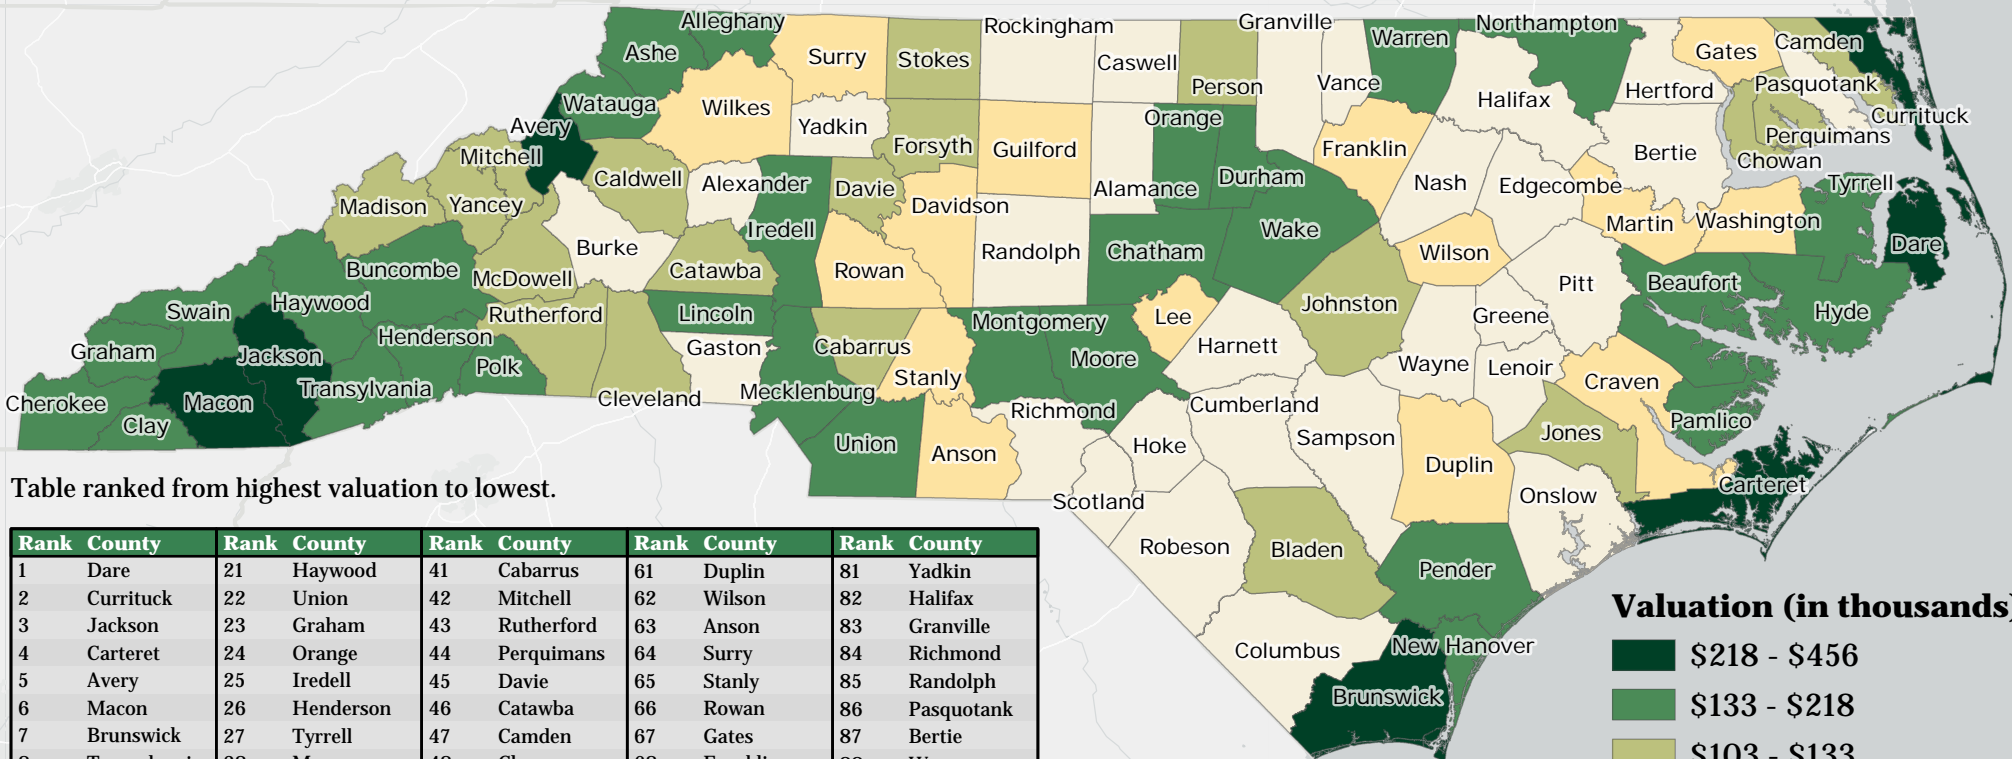 Alleghany
Ashe
Surry
Stokes
Rockingham
Caswell
Person
Granville
Vance
Warren
Northampton
Halifax
Hertford
Gates
Camden
Pasquotank
Currituck
Perquimans
Chowan
Watauga
Wilkes
Yadkin
Forsyth
Guilford
Orange
Durham
Franklin
Bertie
Avery
Mitchell
Caldwell
Alexander
Davie
Alamance
Nash
Edgecombe
Tyrrell
Madison
Yancey
Iredell
Davidson
Wake
Martin
Washington
Dare
Burke
Randolph
Chatham
Wilson
Buncombe
McDowell
Catawba
Rowan
Pitt
Beaufort
Hyde
Swain
Haywood
Rutherford
Lincoln
Montgomery
Lee
Johnston
Greene
Graham
Jackson
Henderson
Polk
Gaston
Cabarrus
Moore
Harnett
Wayne
Lenoir
Craven
Cherokee
Macon
Transylvania
Cleveland
Mecklenburg
Stanly
Richmond
Cumberland
Pamlico
Clay
Union
Anson
Hoke
Sampson
Duplin
Jones
Scotland
Onslow
Carteret
Robeson
Bladen
Pender
Columbus
New Hanover
Brunswick
Table ranked from highest valuation to lowest.
Rank County Rank County Rank County Rank County Rank County
1 Dare 21 Haywood 41 Cabarrus 61 Duplin 81 Yadkin
2 Currituck 22 Union 42 Mitchell 62 Wilson 82 Halifax
3 Jackson 23 Graham 43 Rutherford 63 Anson 83 Granville
4 Carteret 24 Orange 44 Perquimans 64 Surry 84 Richmond
5 Avery 25 Iredell 45 Davie 65 Stanly 85 Randolph
6 Macon 26 Henderson 46 Catawba 66 Rowan 86 Pasquotank
7 Brunswick 27 Tyrrell 47 Camden 67 Gates 87 Bertie
Valuation (in thousands)
$218 - $456
$133 - $218
$103 - $133